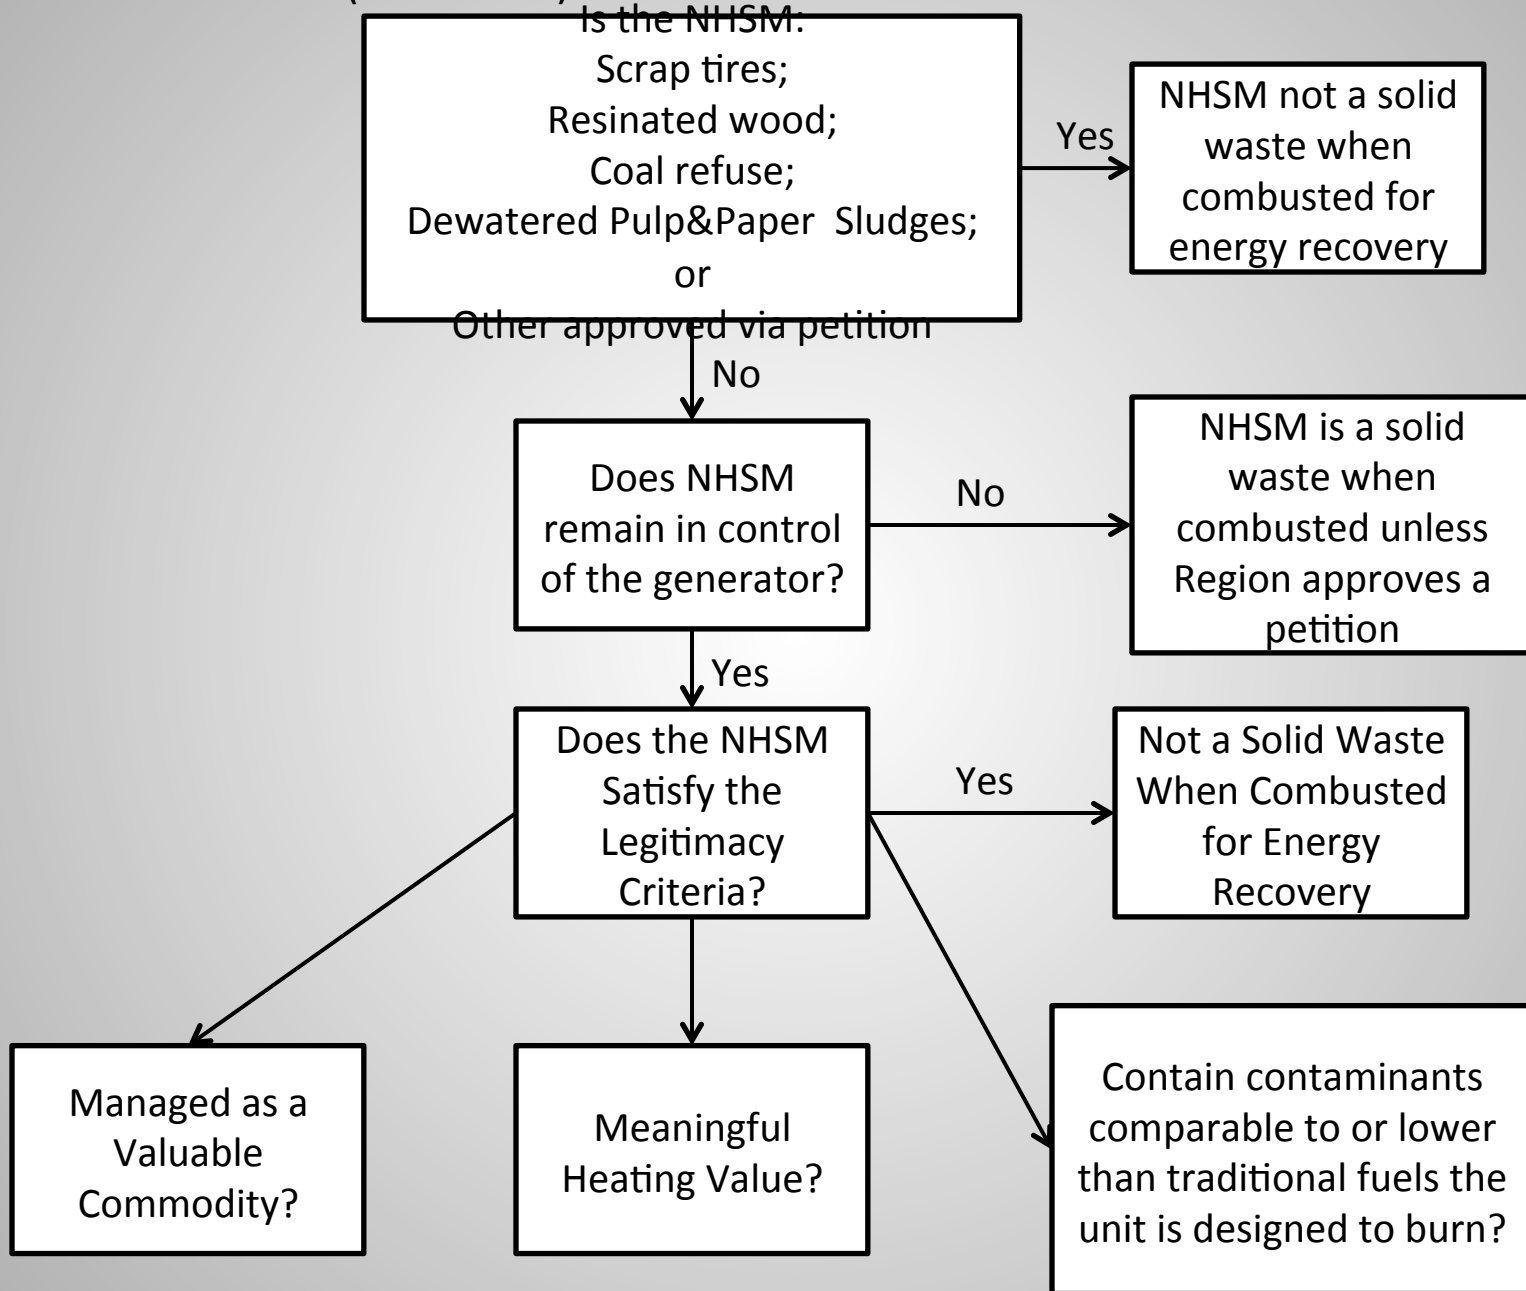 Is the NHSM:
Scrap tires;
Resinated wood;
Coal refuse;
Dewatered Pulp&Paper  Sludges;
or
Other approved via petition
Yes
NHSM not a solid
waste when
combusted for
energy recovery
No
Does NHSM
remain in control
of the generator?
No
NHSM is a solid
waste when
combusted unless
Region approves a
petition
Yes
Does the NHSM
Satisfy the
Legitimacy
Criteria?
Yes
Not a Solid Waste
When Combusted
for Energy
Recovery
Managed as a
Valuable
Commodity?
Meaningful
Heating Value?
Contain contaminants
comparable to or lower
than traditional fuels the
unit is designed to burn?